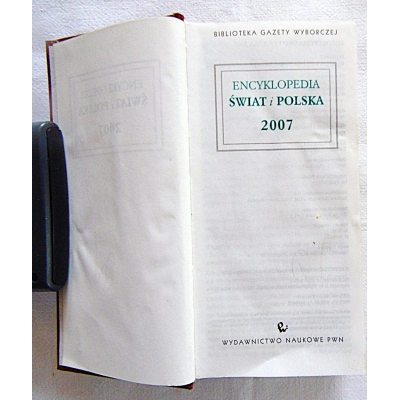 BIBLIOTEKA GAZETY WYBORCZEJ
ENCYKLOPEDIA
ŚWIAT i POLSKA
2007
WYDAWNICTWO NAUKOWE PWN